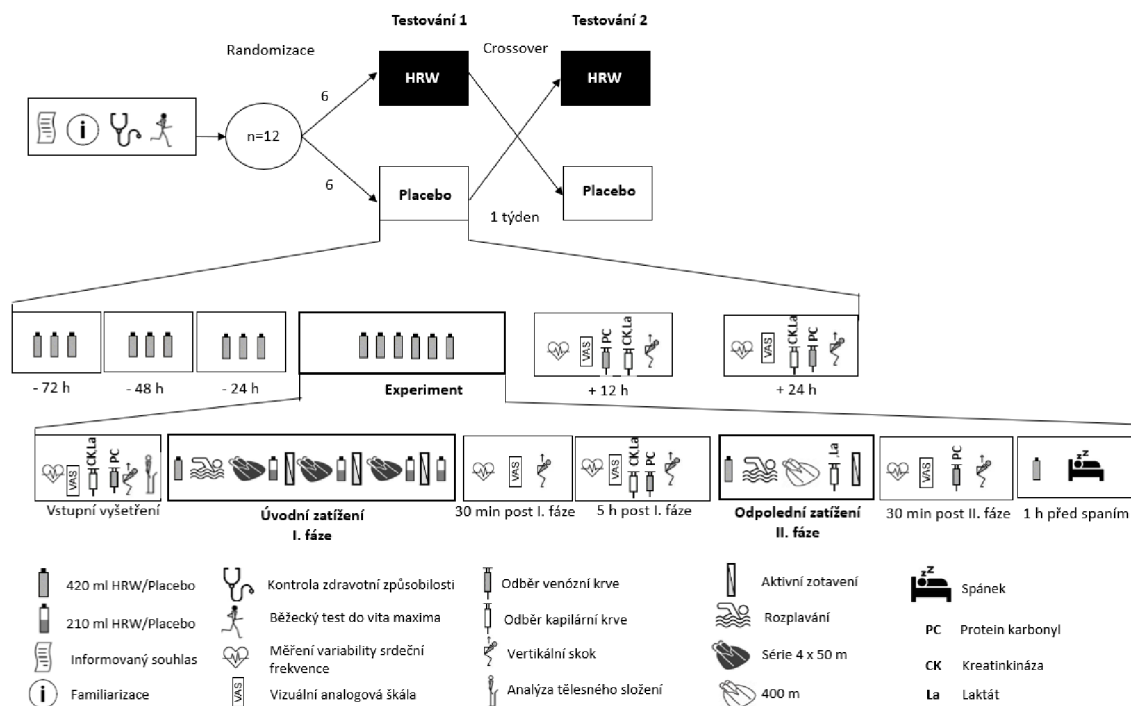 Testování 1
Testování 2
Randomizace
Crossover
HRW
HRW
6
i
n=12
6
Placebo
Placebo
1 týden
VAS
PC
CK,La
VAS
CK,La
PC
- 72 h
- 48 h
- 24 h
Experiment
+ 12 h
+ 24 h
VAS
CK,La
PC
VAS
VAS
CK,La
PC
La
VAS
PC
zZ
Vstupní vyšetření
Úvodní zatížení
I. fáze
30 min post I. fáze
5 h post I. fáze
Odpolední zatížení
II. fáze
30 min post II. fáze
1 h před spaním
420 ml HRW/Placebo
Kontrola zdravotní způsobilosti
Odběr venózní krve
Aktivní zotavení
zZ
Spánek
210 ml HRW/Placebo
Běžecký test do vita maxima
Odběr kapilární krve
Rozplavání
PC Protein karbonyl
Informovaný souhlas
Měření variability srdeční
frekvence
Vertikální skok
Série 4 x 50 m
CK Kreatinkináza
i Familiarizace
VAS Vizuální analogová škála
Analýza tělesného složení
400 m
La Laktát